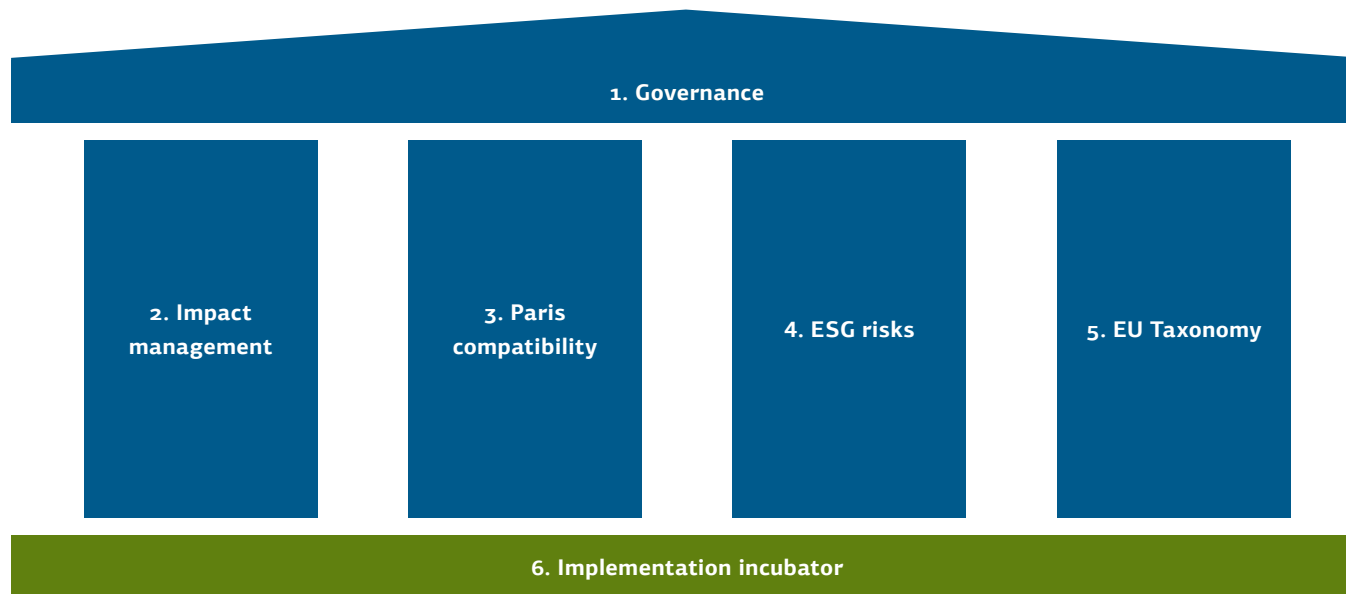 1. Governance
2. Impact
management
3. Paris
compatibility
4. ESG risks
5. EU Taxonomy
6. Implementation incubator